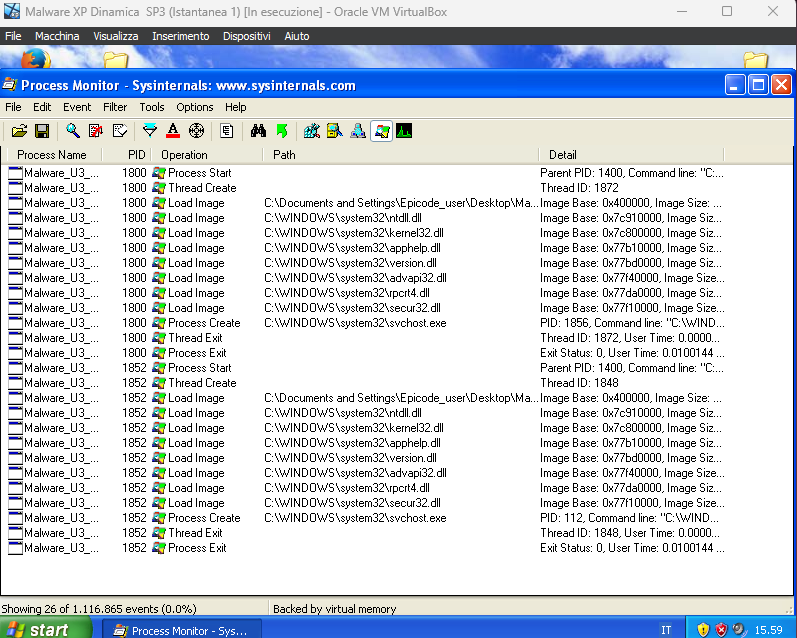 Malware XP Dinamica SP3 (Istantanea 1) [In esecuzione] - Oracle VM VirtualBox
File Macchina Visualizza Inserimento Dispositivi Aiuto
Process Monitor - Sysinternals: www.sysinternals.com
File Edit Event Filter Tools Options Help
Process Name PID Operation Path Detail
Malware_U3_... 1800 Process Start Parent PID: 1400, Command line: "C:...
Malware_U3_... 1800 Thread Create Thread ID: 1872
Malware_U3_... 1800 Load Image C:\Documents and Settings\Epicode_user\Desktop\Ma... Image Base: 0x400000, Image Size: ...
Malware_U3_... 1800 Load Image C:\WINDOWS\system32\ntdll.dll Image Base: 0x7c910000, Image Siz...
Malware_U3_... 1800 Load Image C:\WINDOWS\system32\kernel32.dll Image Base: 0x7c800000, Image Siz...
Malware_U3_... 1800 Load Image C:\WINDOWS\system32\apphelp.dll Image Base: 0x77b10000, Image Siz...
Malware_U3_... 1800 Load Image C:\WINDOWS\system32\version.dll Image Base: 0x77bd0000, Image Siz...
Malware_U3_... 1800 Load Image C:\WINDOWS\system32\advapi32.dll Image Base: 0x77f40000, Image Size...
Malware_U3_... 1800 Load Image C:\WINDOWS\system32\rpcrt4.dll Image Base: 0x77da0000, Image Siz...
Malware_U3_... 1800 Load Image C:\WINDOWS\system32\secur32.dll Image Base: 0x77f10000, Image Size...
Malware_U3_... 1800 Process Create C:\WINDOWS\system32\svchost.exe PID: 1856, Command line: "C:\WIND...
Malware_U3_... 1800 Thread Exit Thread ID: 1872, User Time: 0.0000...
Malware_U3_... 1800 Process Exit Exit Status: 0, User Time: 0.0100144 ...
Malware_U3_... 1852 Process Start Parent PID: 1400, Command line: "C:...
Malware_U3_... 1852 Thread Create Thread ID: 1848
Malware_U3_... 1852 Load Image C:\Documents and Settings\Epicode_user\Desktop\Ma... Image Base: 0x400000, Image Size: ...
Malware_U3_... 1852 Load Image C:\WINDOWS\system32\ntdll.dll Image Base: 0x7c910000, Image Siz...
Malware_U3_... 1852 Load Image C:\WINDOWS\system32\kernel32.dll Image Base: 0x7c800000, Image Siz...
Malware_U3_... 1852 Load Image C:\WINDOWS\system32\apphelp.dll Image Base: 0x77b10000, Image Siz...
Malware_U3_... 1852 Load Image C:\WINDOWS\system32\version.dll Image Base: 0x77bd0000, Image Siz...
Malware_U3_... 1852 Load Image C:\WINDOWS\system32\advapi32.dll Image Base: 0x77f40000, Image Size...
Malware_U3_... 1852 Load Image C:\WINDOWS\system32\rpcrt4.dll Image Base: 0x77da0000, Image Siz...
Malware_U3_... 1852 Load Image C:\WINDOWS\system32\secur32.dll Image Base: 0x77f10000, Image Size...
Malware_U3_... 1852 Process Create C:\WINDOWS\system32\svchost.exe PID: 112, Command line: "C:\WIND...
Malware_U3_... 1852 Thread Exit Thread ID: 1848, User Time: 0.0000...
Malware_U3_... 1852 Process Exit Exit Status: 0, User Time: 0.0100144 ...
Showing 26 of 1.116.865 events (0.0%) Backed by virtual memory
start Process Monitor - Sys... IT 15.59